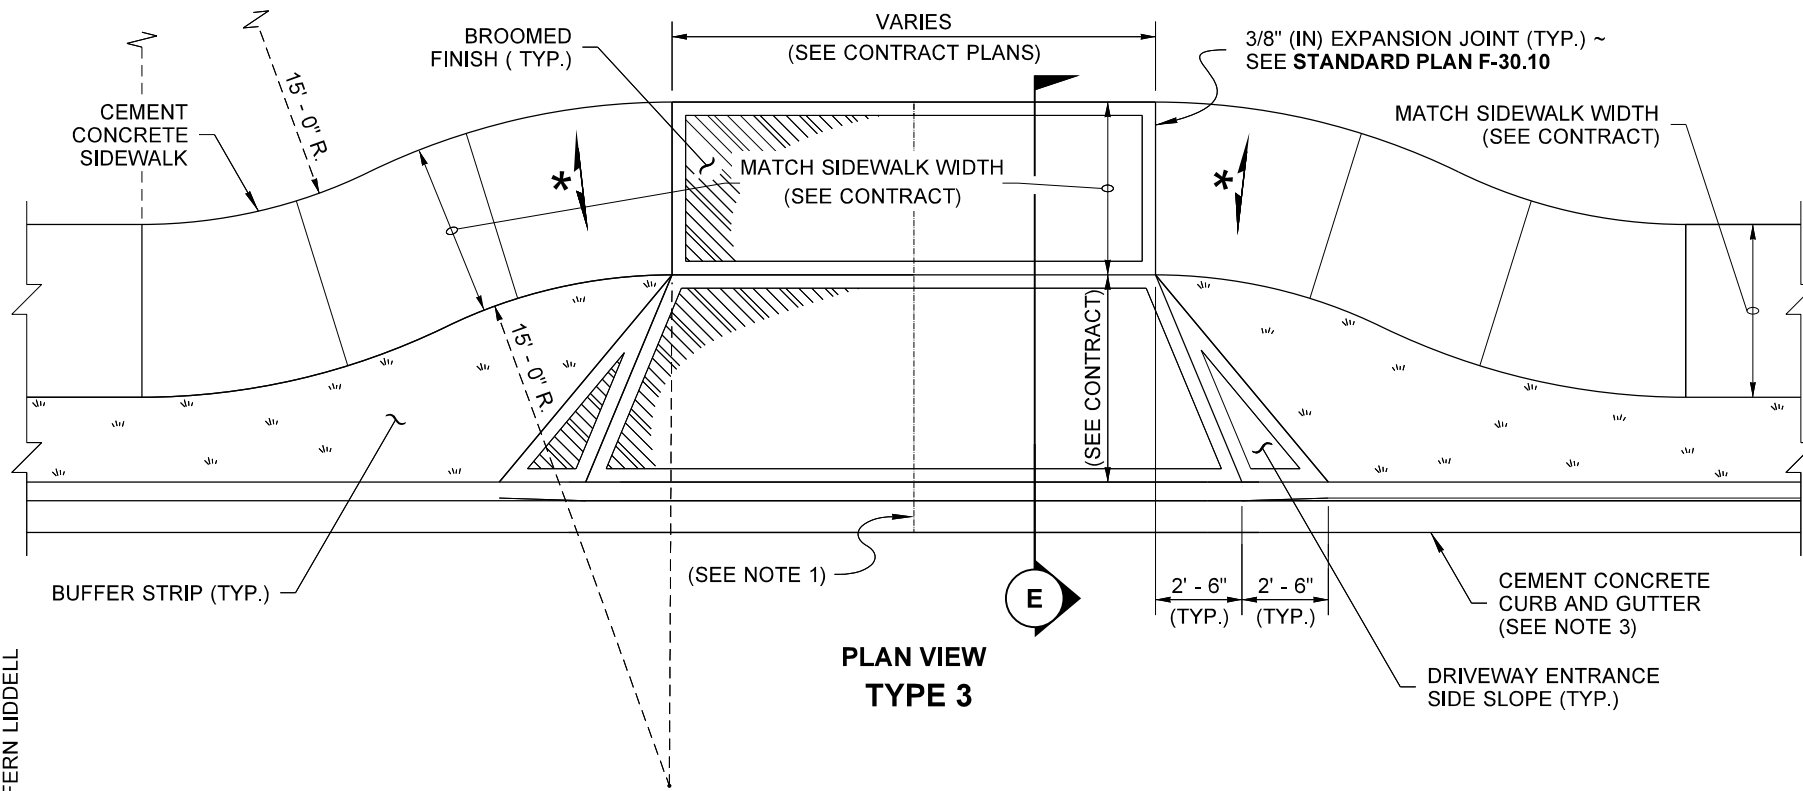 VARIES
(SEE CONTRACT PLANS)
BROOMED
FINISH ( TYP.)
3/8" (IN) EXPANSION JOINT (TYP.) ~
SEE STANDARD PLAN F-30.10
15' - 0" R.
CEMENT
CONCRETE
SIDEWALK
MATCH SIDEWALK WIDTH
(SEE CONTRACT)
*
MATCH SIDEWALK WIDTH
(SEE CONTRACT)
*
15' - 0" R.
(SEE CONTRACT)
BUFFER STRIP (TYP.)
(SEE NOTE 1)
E
2' - 6"
(TYP.)
2' - 6"
(TYP.)
CEMENT CONCRETE
CURB AND GUTTER
(SEE NOTE 3)
DRIVEWAY ENTRANCE
SIDE SLOPE (TYP.)
PLAN VIEW
TYPE 3
FERN LIDDELL